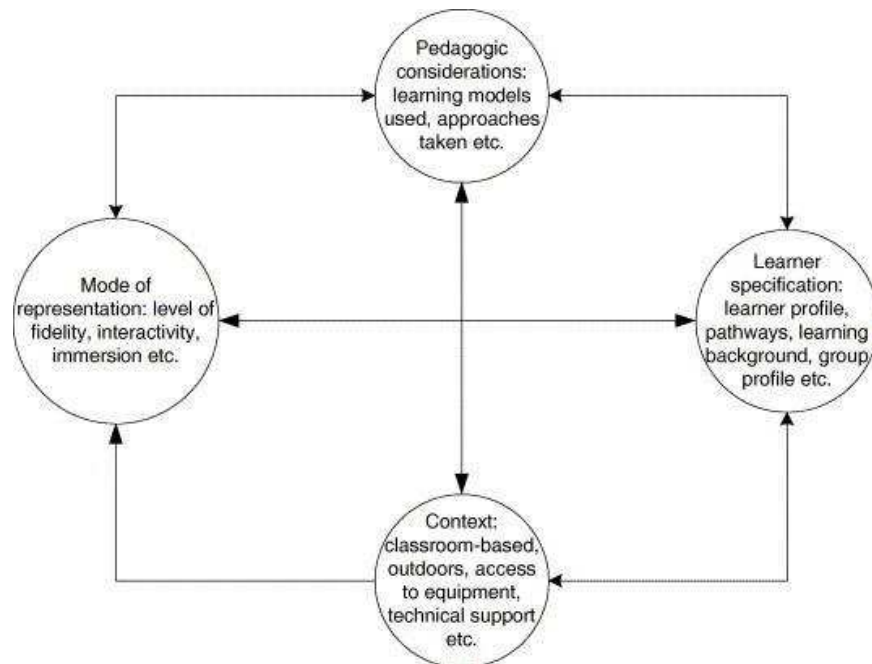 Pedagogic
considerations:
learning models
used, approaches
taken etc.
Mode of
representation: level of
fidelity, interactivity,
immersion etc.
Learner
specification:
learner profile,
pathways, learning
background, group
profile etc.
Context:
classroom-based,
outdoors, access
to equipment,
technical support
etc.